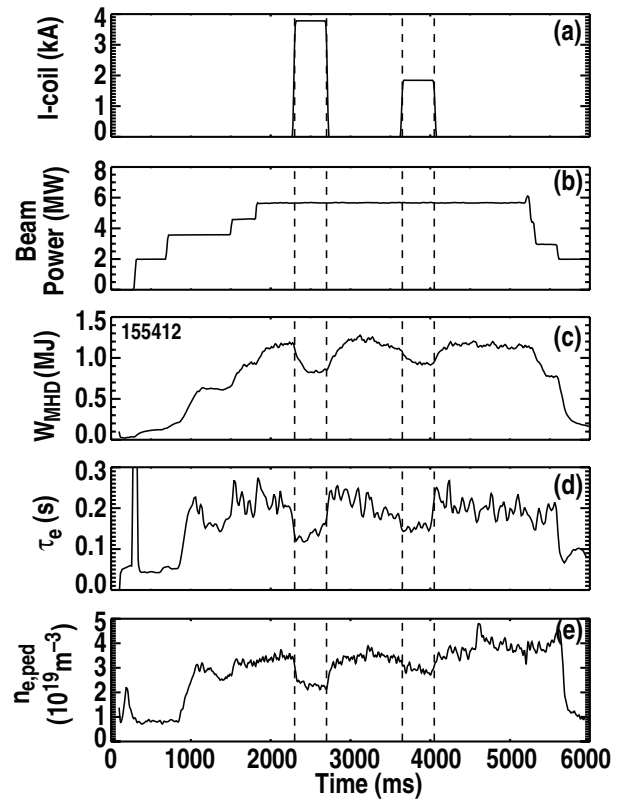 (a)
I-coil (kA)
4
3
2
1
0
(b)
Beam
Power (MW)
8
6
4
2
0
(c)
155412
W_MHD (MJ)
1.5
1.0
0.5
0.0
(d)
τ_e (s)
0.3
0.2
0.1
0.0
(e)
n_e,ped
(10^19 m^−3)
5
4
3
2
1
0
0 1000 2000 3000 4000 5000 6000
Time (ms)